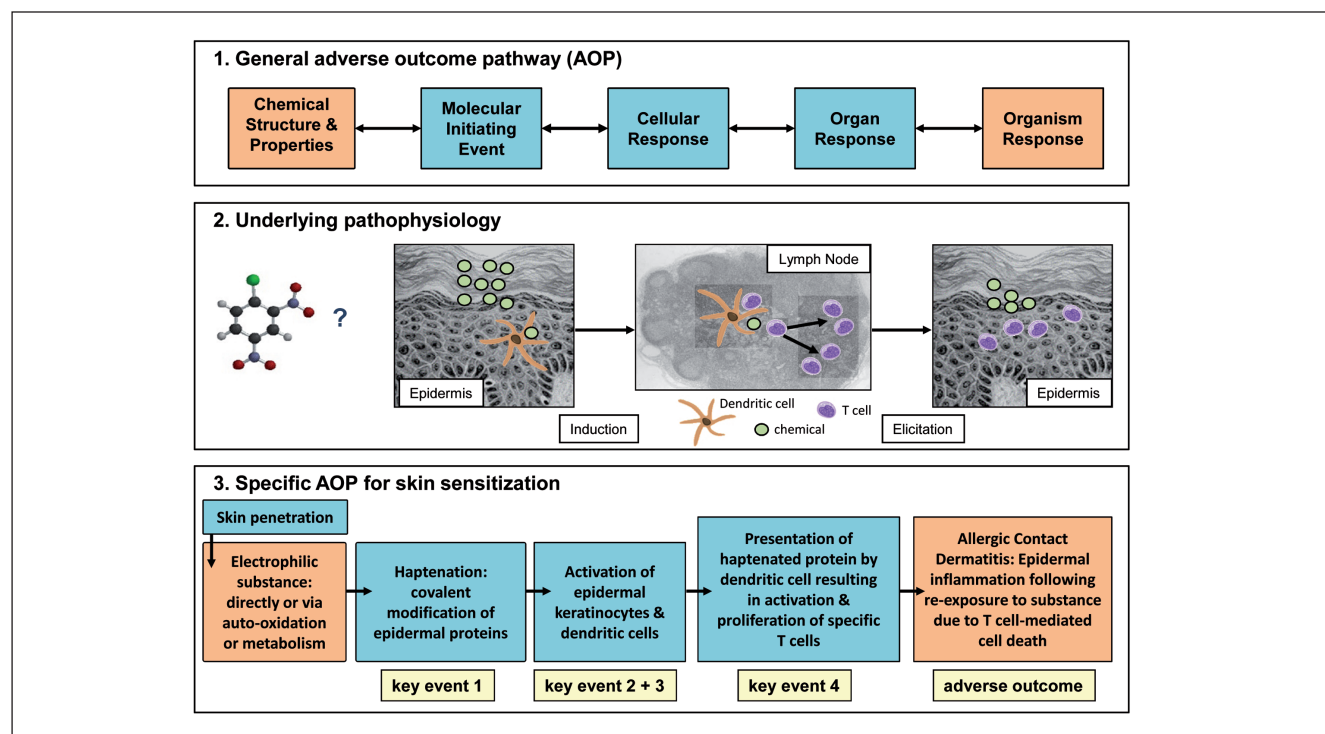 1. General adverse outcome pathway (AOP)
Chemical
Structure &
Properties
Molecular
Initiating
Event
Cellular
Response
Organ
Response
Organism
Response
2. Underlying pathophysiology
?
Epidermis
Lymph Node
Epidermis
Induction
Dendritic cell
T cell
chemical
Elicitation
3. Specific AOP for skin sensitization
Skin penetration
Electrophilic
substance:
directly or via
auto-oxidation
or metabolism
Haptenation:
covalent
modification of
epidermal proteins
Activation of
epidermal
keratinocytes &
dendritic cells
Presentation of
haptenated protein by
dendritic cell resulting
in activation &
proliferation of specific
T cells
Allergic Contact
Dermatitis: Epidermal
inflammation following
re-exposure to substance
due to T cell-mediated
cell death
key event 1
key event 2 + 3
key event 4
adverse outcome